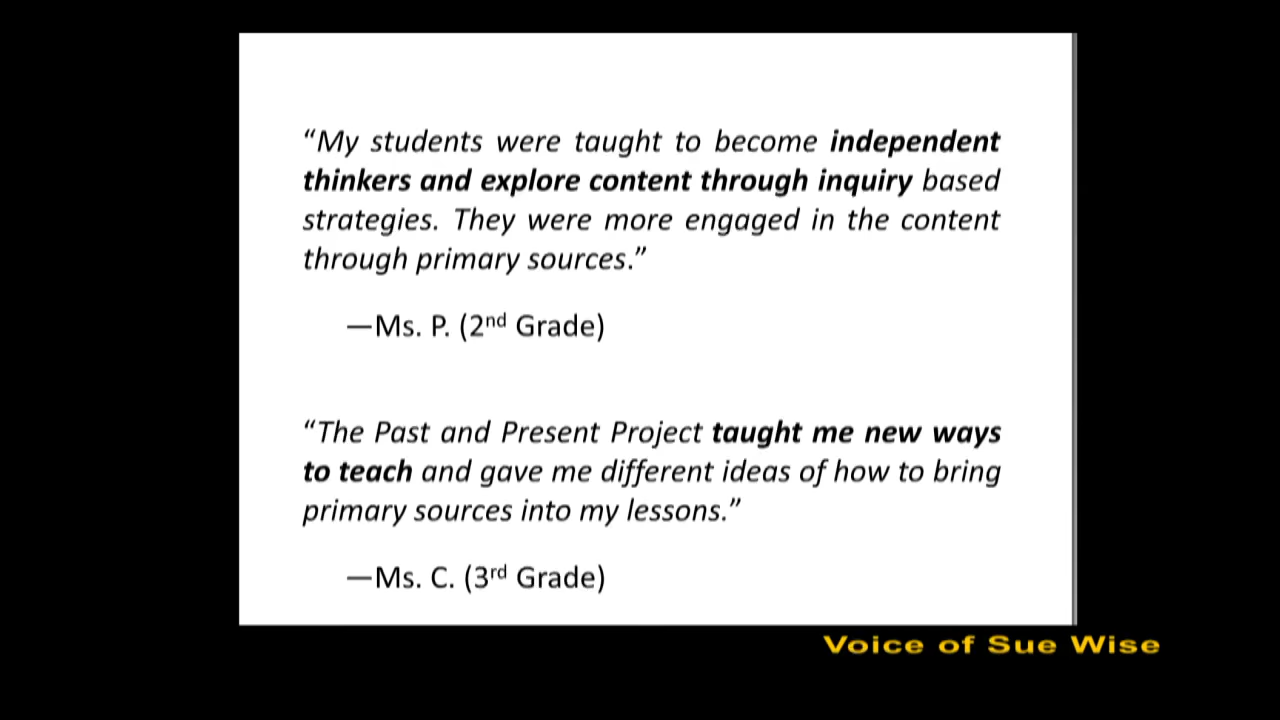 “My students were taught to become independent
thinkers and explore content through inquiry based
strategies. They were more engaged in the content
through primary sources.”
—Ms. P. (2nd Grade)
“The Past and Present Project taught me new ways
to teach and gave me different ideas of how to bring
primary sources into my lessons.”
—Ms. C. (3rd Grade)
Voice of Sue Wise